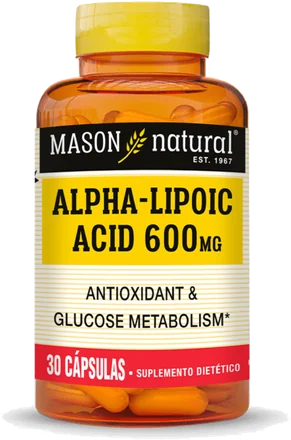 MASON natural®
EST. 1967
ALPHA-LIPOIC
ACID 600MG
ANTIOXIDANT &
GLUCOSE METABOLISM*
30 CÁPSULAS • SUPLEMENTO DIETÉTICO